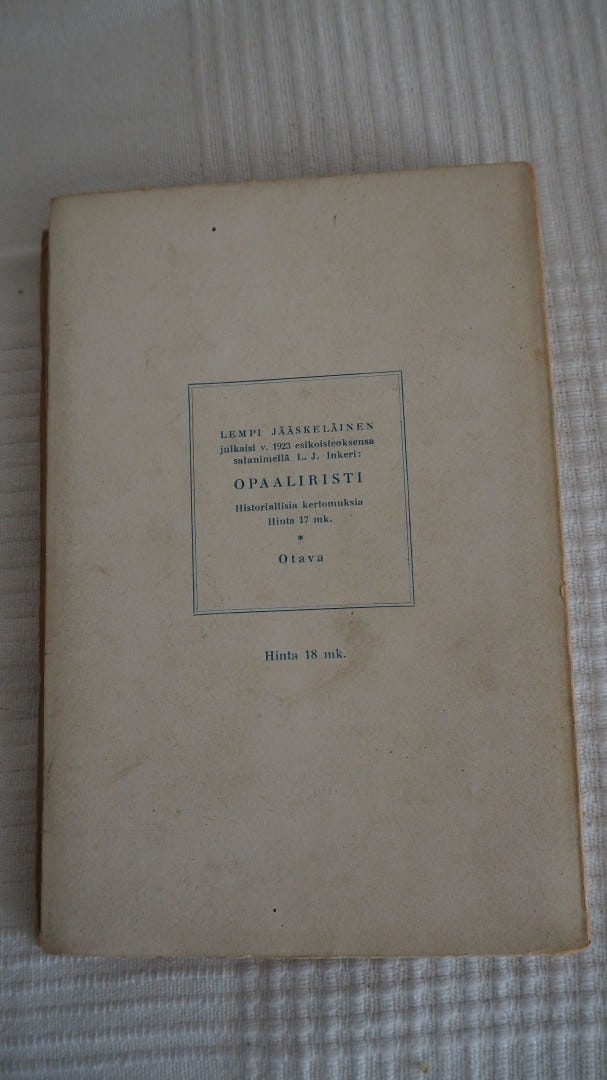 LEMPI JÄÄSKELÄINEN
julkaisi v. 1923 esikoisteoksensa
salanimellä L. J. Inkeri:
OPAALIRISTI
Historiallisia kertomuksia
Hinta 17 mk.
*
Otava
Hinta 18 mk.